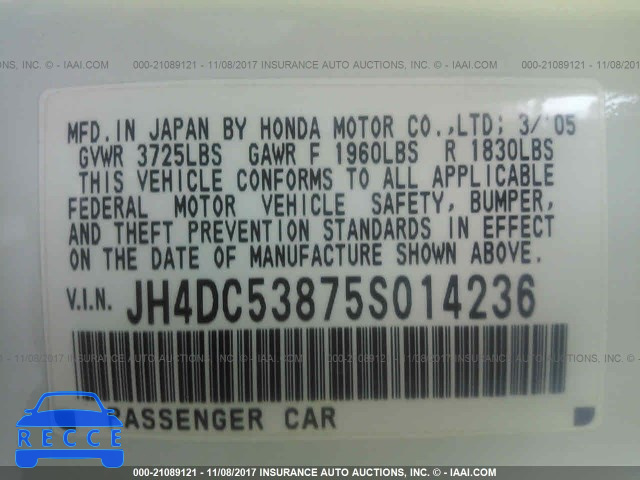 000-21089121 - 11/08/2017 INSURANCE AUTO AUCTIONS, INC. - IAAI.COM
MFD. IN JAPAN BY HONDA MOTOR CO.,LTD; 3/'05
GVWR 3725LBS GAWR F 1960LBS R 1830LBS
THIS VEHICLE CONFORMS TO ALL APPLICABLE
FEDERAL MOTOR VEHICLE SAFETY, BUMPER,
AND THEFT PREVENTION STANDARDS IN EFFECT
ON THE DATE OF MANUFACTURE SHOWN ABOVE.
V.I.N. JH4DC53875S014236
PASSENGER CAR
RECCE
000-21089121 - 11/08/2017 INSURANCE AUTO AUCTIONS, INC. - IAAI.COM